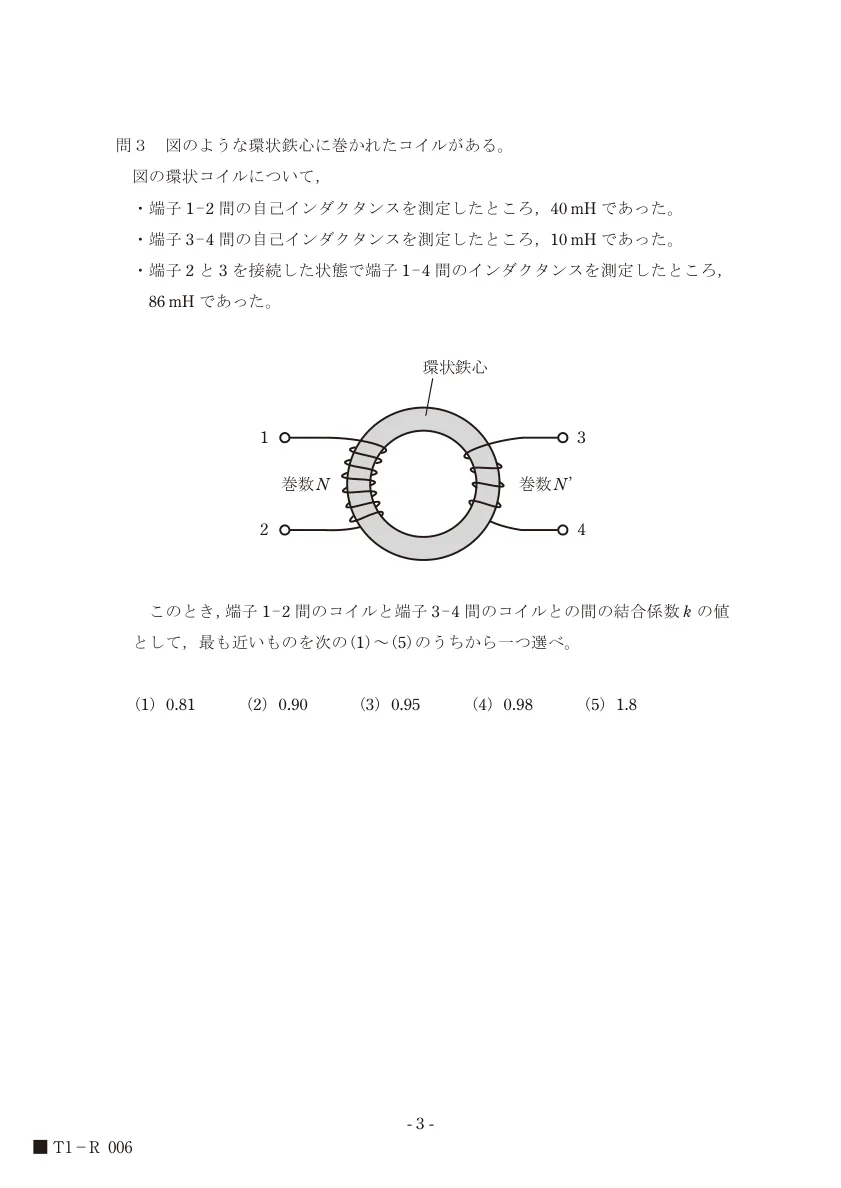 問3　図のような環状鉄心に巻かれたコイルがある。
図の環状コイルについて，
・端子 1-2 間の自己インダクタンスを測定したところ，40 mH であった。
・端子 3-4 間の自己インダクタンスを測定したところ，10 mH であった。
・端子 2 と 3 を接続した状態で端子 1-4 間のインダクタンスを測定したところ，
86 mH であった。
環状鉄心
1
3
巻数N
巻数N’
2
4
このとき，端子 1-2 間のコイルと端子 3-4 間のコイルとの間の結合係数 k の値
として，最も近いものを次の(1)～(5)のうちから一つ選べ。
(1) 0.81　(2) 0.90　(3) 0.95　(4) 0.98　(5) 1.8
- 3 -
■ T1－R 006